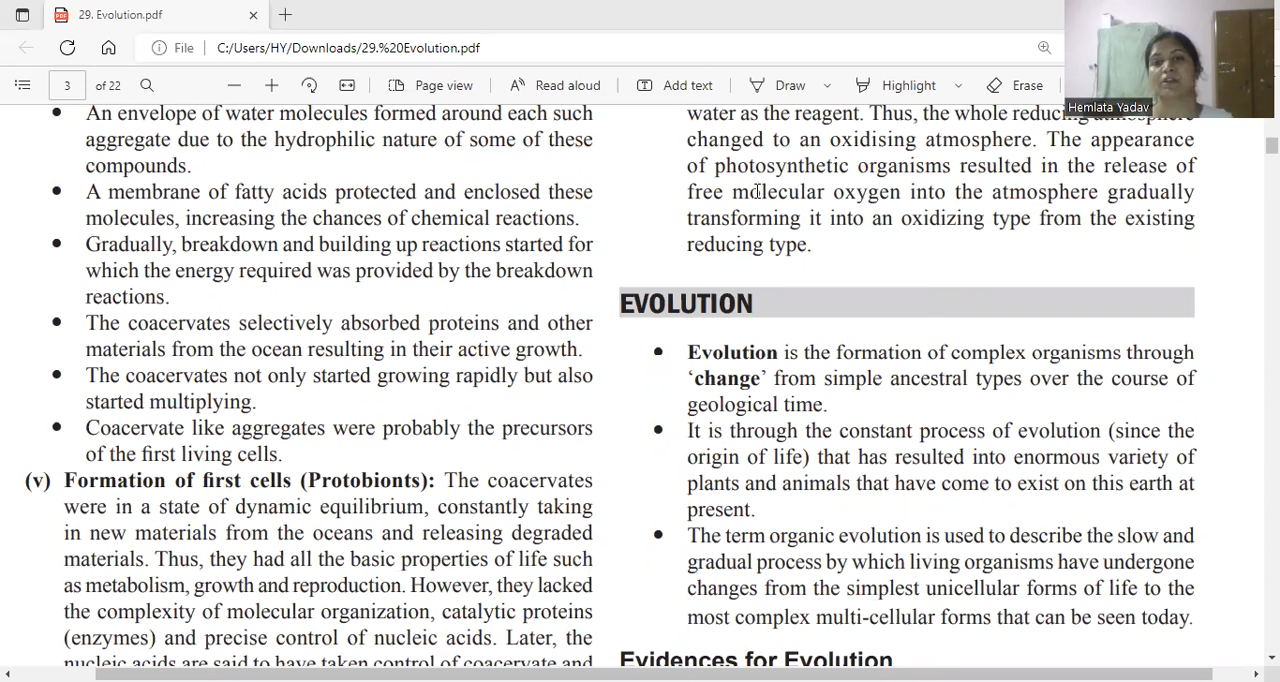 29. Evolution.pdf
File
C:/Users/HY/Downloads/29.%20Evolution.pdf
3 of 22
Page view
Read aloud
Add text
Draw
Highlight
Erase
Hemlata Yadav
• An envelope of water molecules formed around each such
aggregate due to the hydrophilic nature of some of these
compounds.
• A membrane of fatty acids protected and enclosed these
molecules, increasing the chances of chemical reactions.
• Gradually, breakdown and building up reactions started for
which the energy required was provided by the breakdown
reactions.
• The coacervates selectively absorbed proteins and other
materials from the ocean resulting in their active growth.
• The coacervates not only started growing rapidly but also
started multiplying.
• Coacervate like aggregates were probably the precursors
of the first living cells.
(v) Formation of first cells (Protobionts): The coacervates
were in a state of dynamic equilibrium, constantly taking
in new materials from the oceans and releasing degraded
materials. Thus, they had all the basic properties of life such
as metabolism, growth and reproduction. However, they lacked
the complexity of molecular organization, catalytic proteins
(enzymes) and precise control of nucleic acids. Later, the
nucleic acids are said to have taken control of coacervate and
water as the reagent. Thus, the whole reducing atmosphere
changed to an oxidising atmosphere. The appearance
of photosynthetic organisms resulted in the release of
free molecular oxygen into the atmosphere gradually
transforming it into an oxidizing type from the existing
reducing type.
EVOLUTION
• Evolution is the formation of complex organisms through
‘change’ from simple ancestral types over the course of
geological time.
• It is through the constant process of evolution (since the
origin of life) that has resulted into enormous variety of
plants and animals that have come to exist on this earth at
present.
• The term organic evolution is used to describe the slow and
gradual process by which living organisms have undergone
changes from the simplest unicellular forms of life to the
most complex multi-cellular forms that can be seen today.
Evidences for Evolution